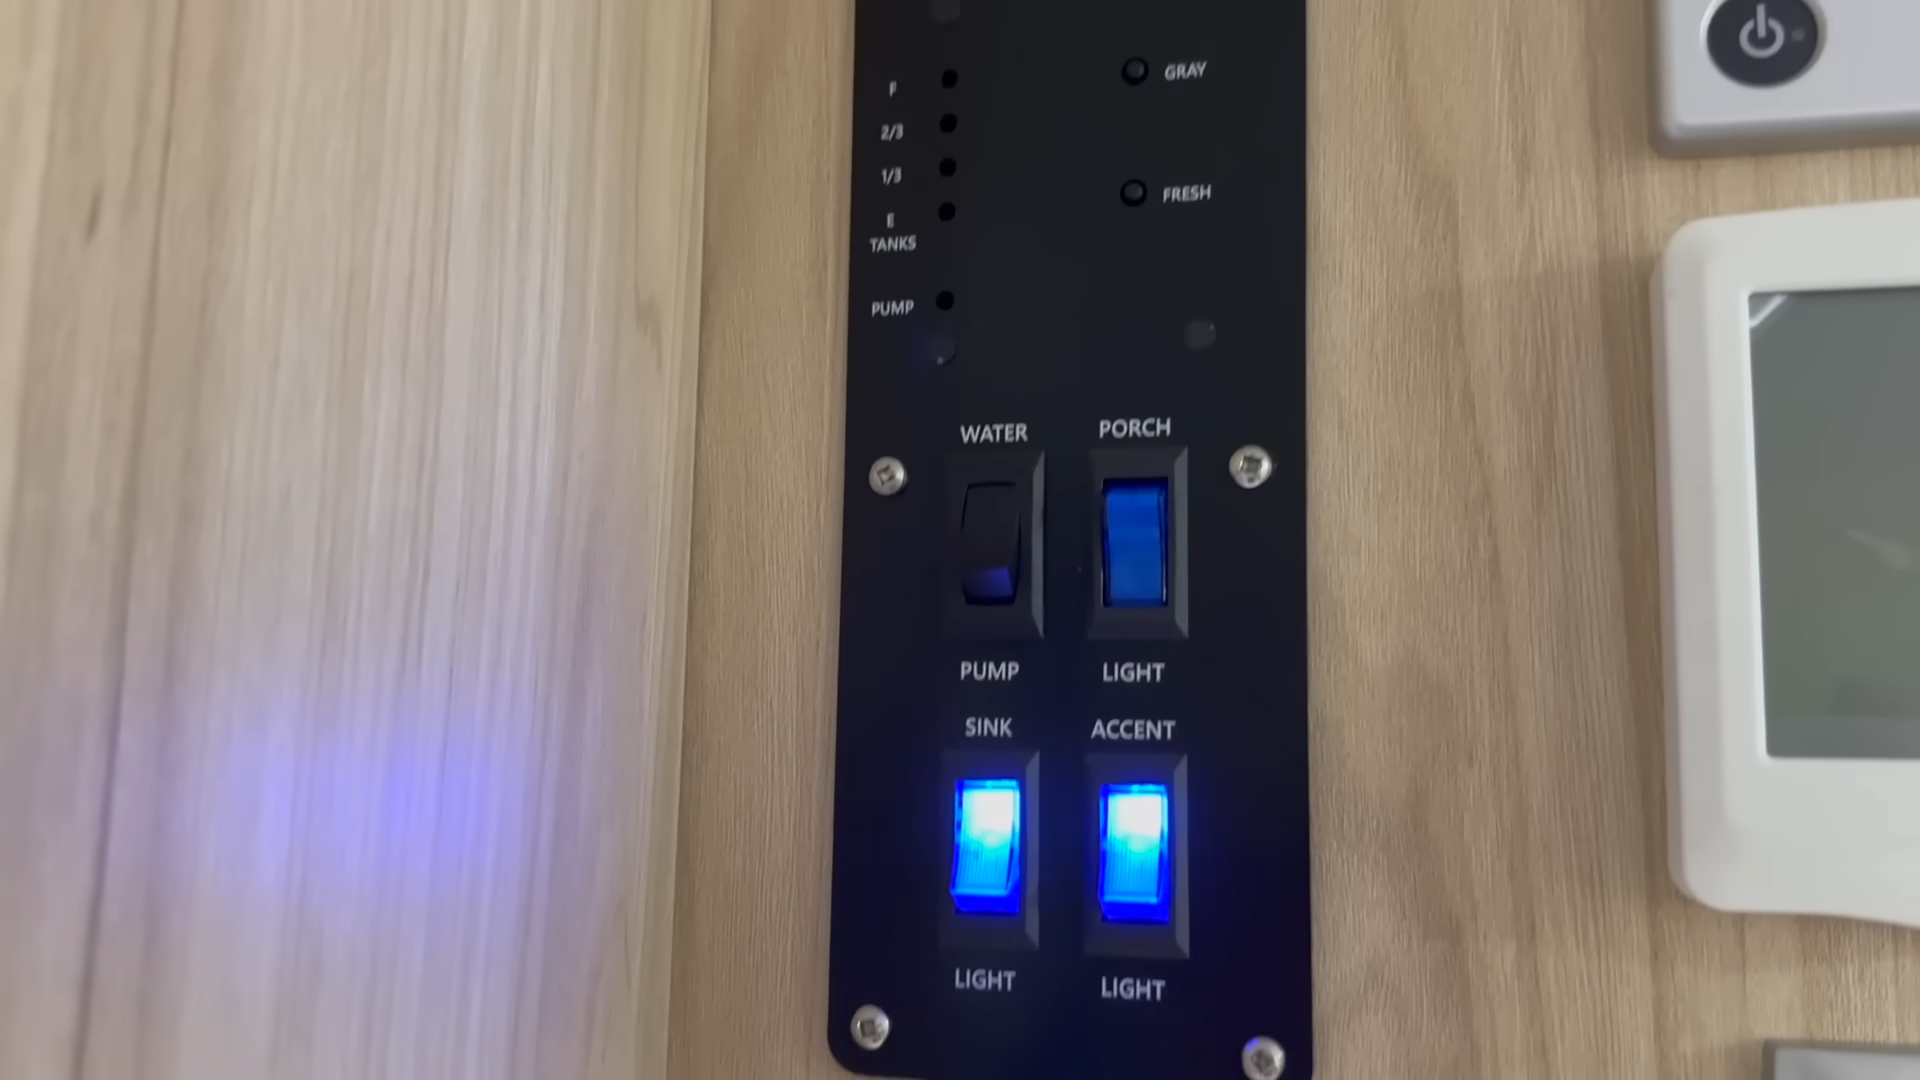 F
2/3
1/3
E
TANKS
PUMP
GRAY
FRESH
WATER
PUMP
PORCH
LIGHT
SINK
LIGHT
ACCENT
LIGHT